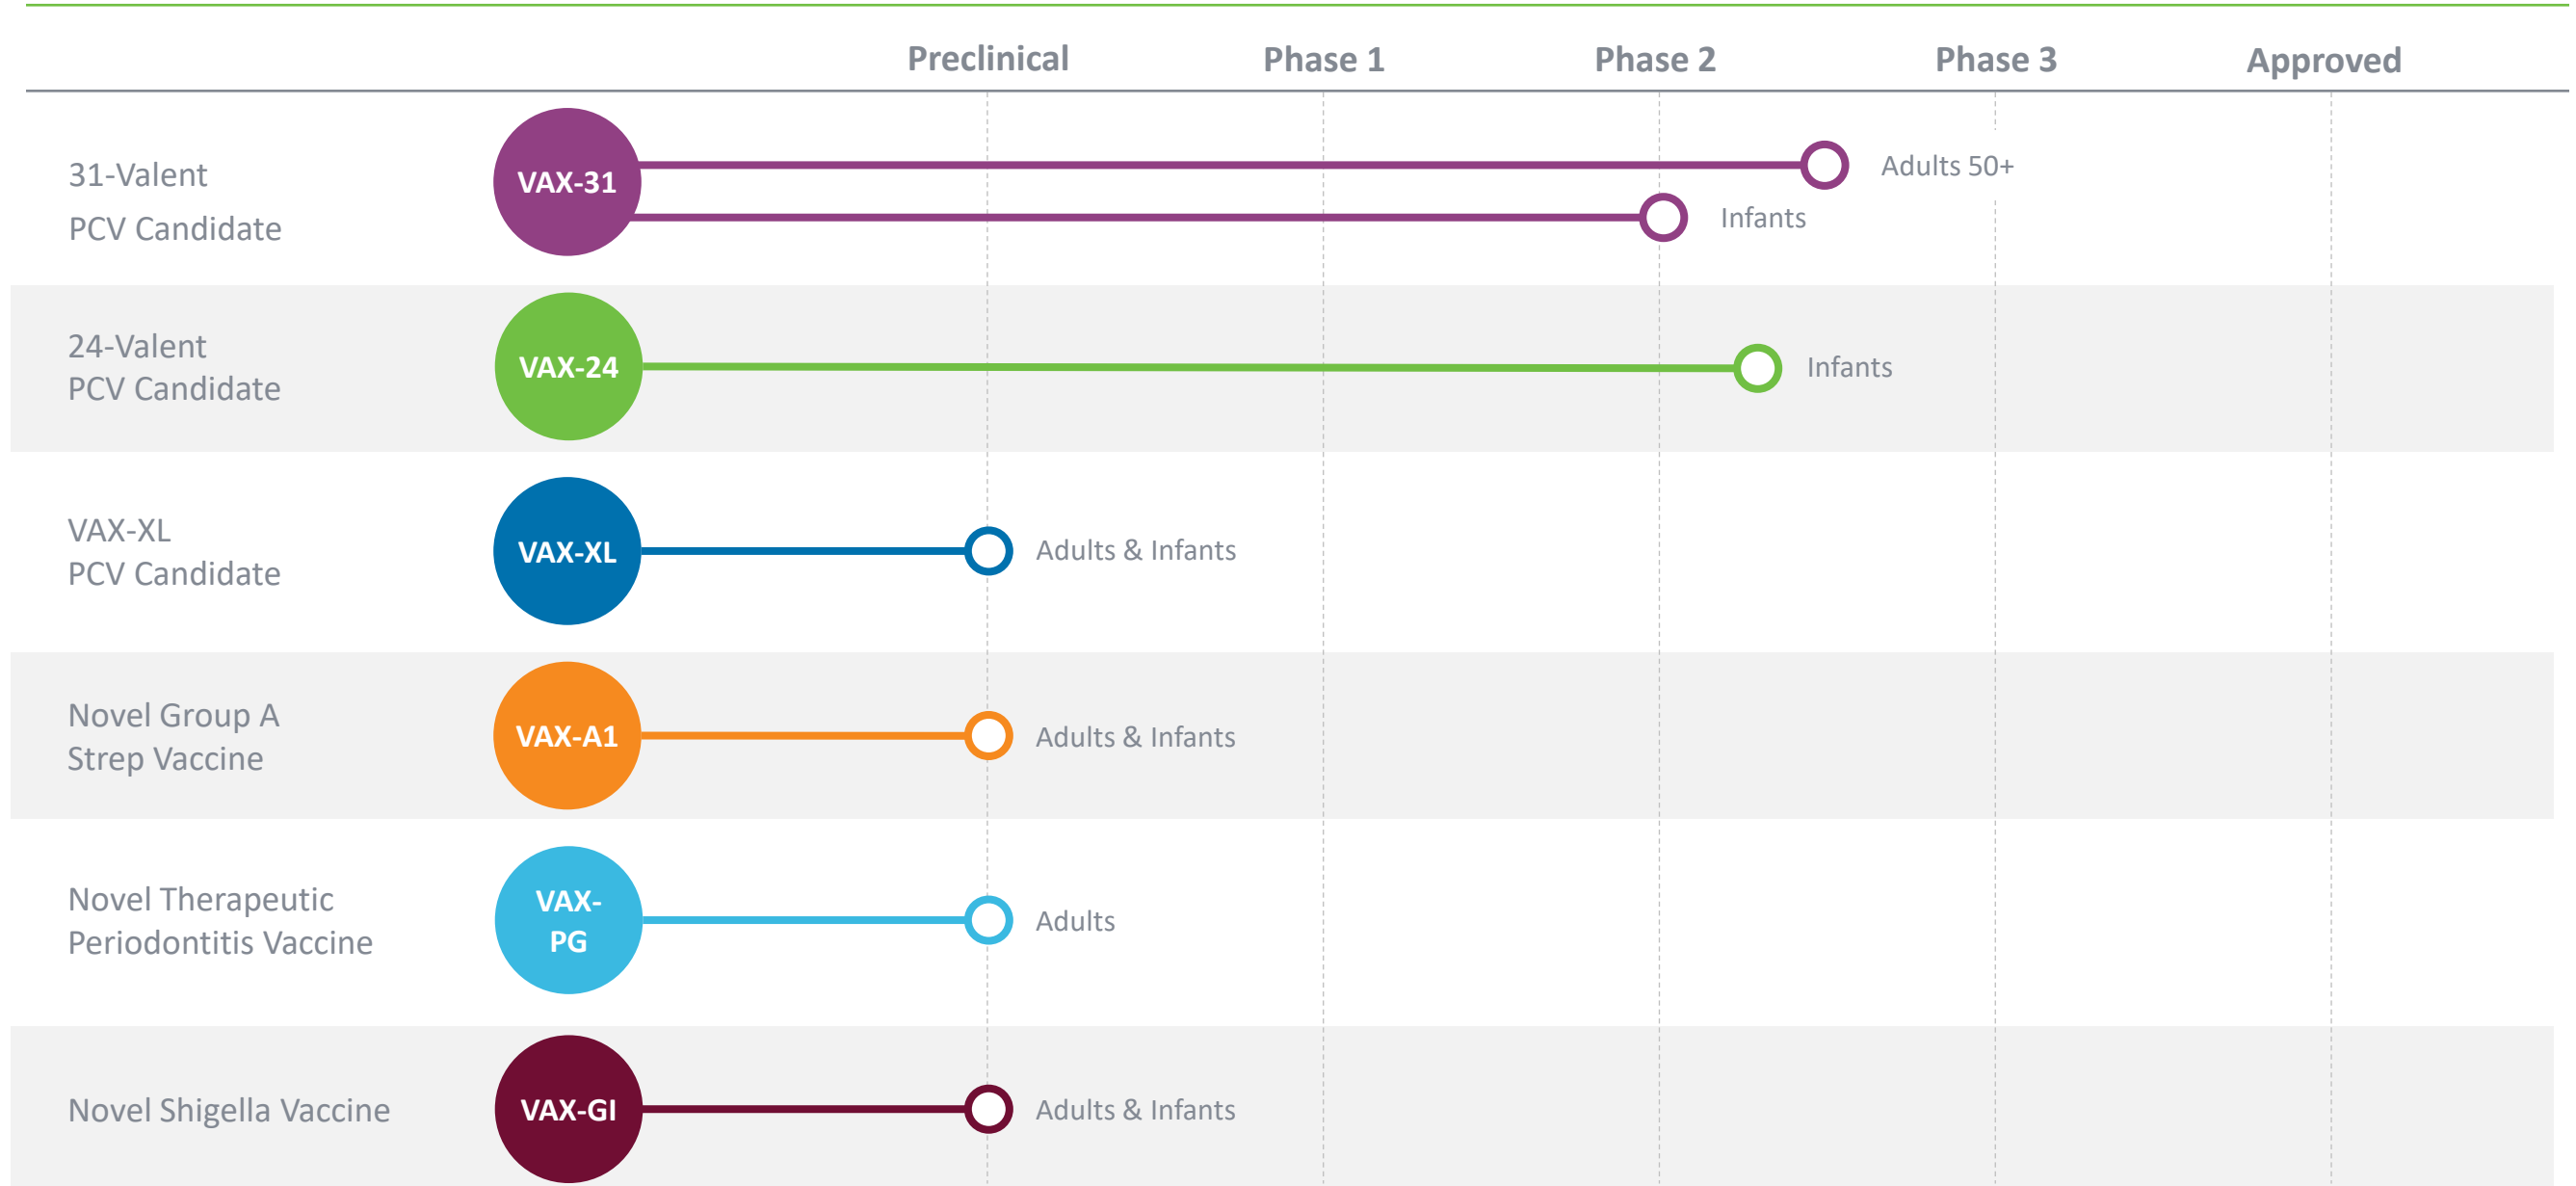 Preclinical Phase 1 Phase 2 Phase 3 Approved
31-Valent
PCV Candidate
VAX-31
Adults 50+
Infants
24-Valent
PCV Candidate
VAX-24
Infants
VAX-XL
PCV Candidate
VAX-XL
Adults & Infants
Novel Group A
Strep Vaccine
VAX-A1
Adults & Infants
Novel Therapeutic
Periodontitis Vaccine
VAX-
PG
Adults
Novel Shigella Vaccine
VAX-GI
Adults & Infants